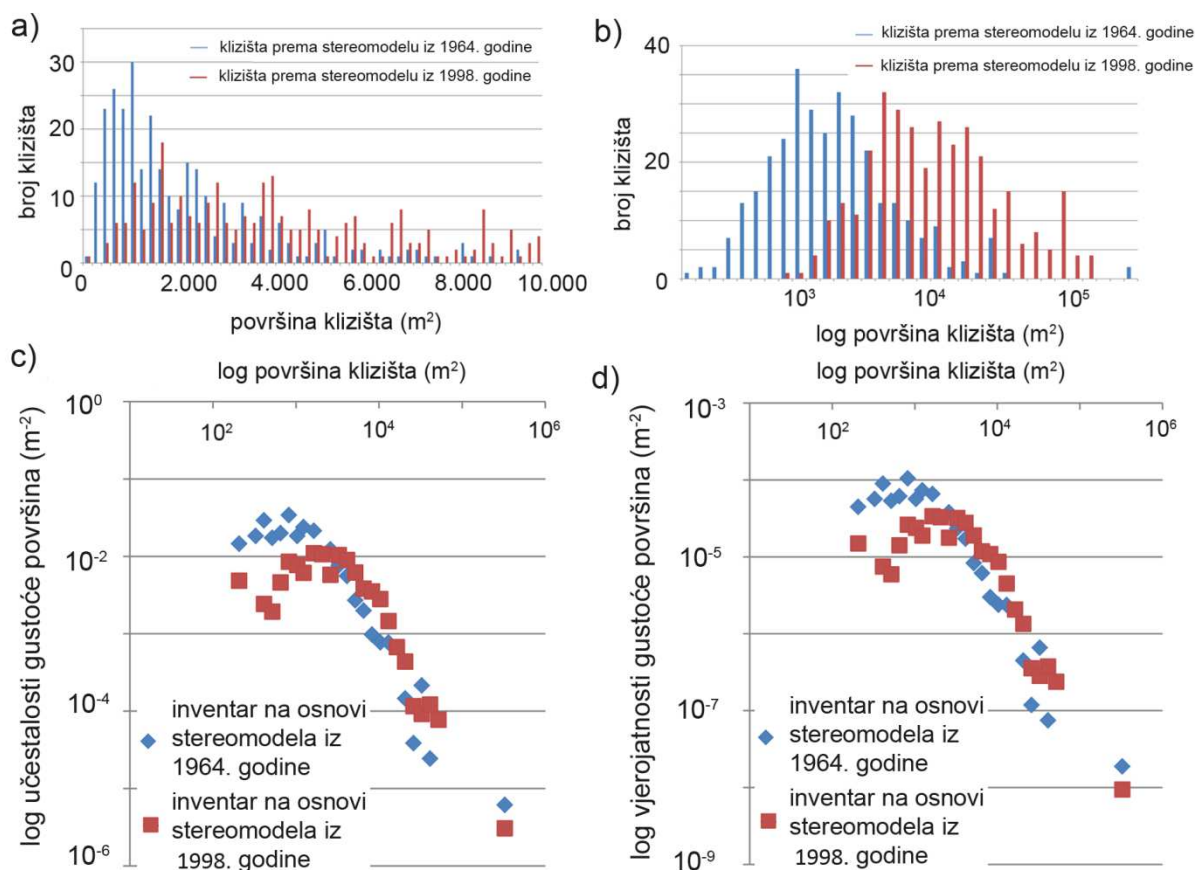 a)
klizišta prema stereomodelu iz 1964. godine
klizišta prema stereomodelu iz 1998. godine
30
20
10
0
broj klizišta
0
2.000
4.000
6.000
8.000
10.000
površina klizišta (m²)
b)
klizišta prema stereomodelu iz 1964. godine
klizišta prema stereomodelu iz 1998. godine
40
20
0
broj klizišta
10³
10⁴
10⁵
log površina klizišta (m²)
c)
log površina klizišta (m²)
10⁰
10⁻²
10⁻⁴
10⁻⁶
10²
10⁴
10⁶
log učestalosti gustoće površina (m⁻²)
inventar na osnovi
stereomodela iz
1964. godine
inventar na osnovi
stereomodela iz
1998. godine
d)
log površina klizišta (m²)
10⁻³
10⁻⁵
10⁻⁷
10⁻⁹
10²
10⁴
10⁶
log vjerojatnosti gustoće površina (m⁻²)
inventar na osnovi
stereomodela iz
1964. godine
inventar na osnovi
stereomodela iz
1998. godine